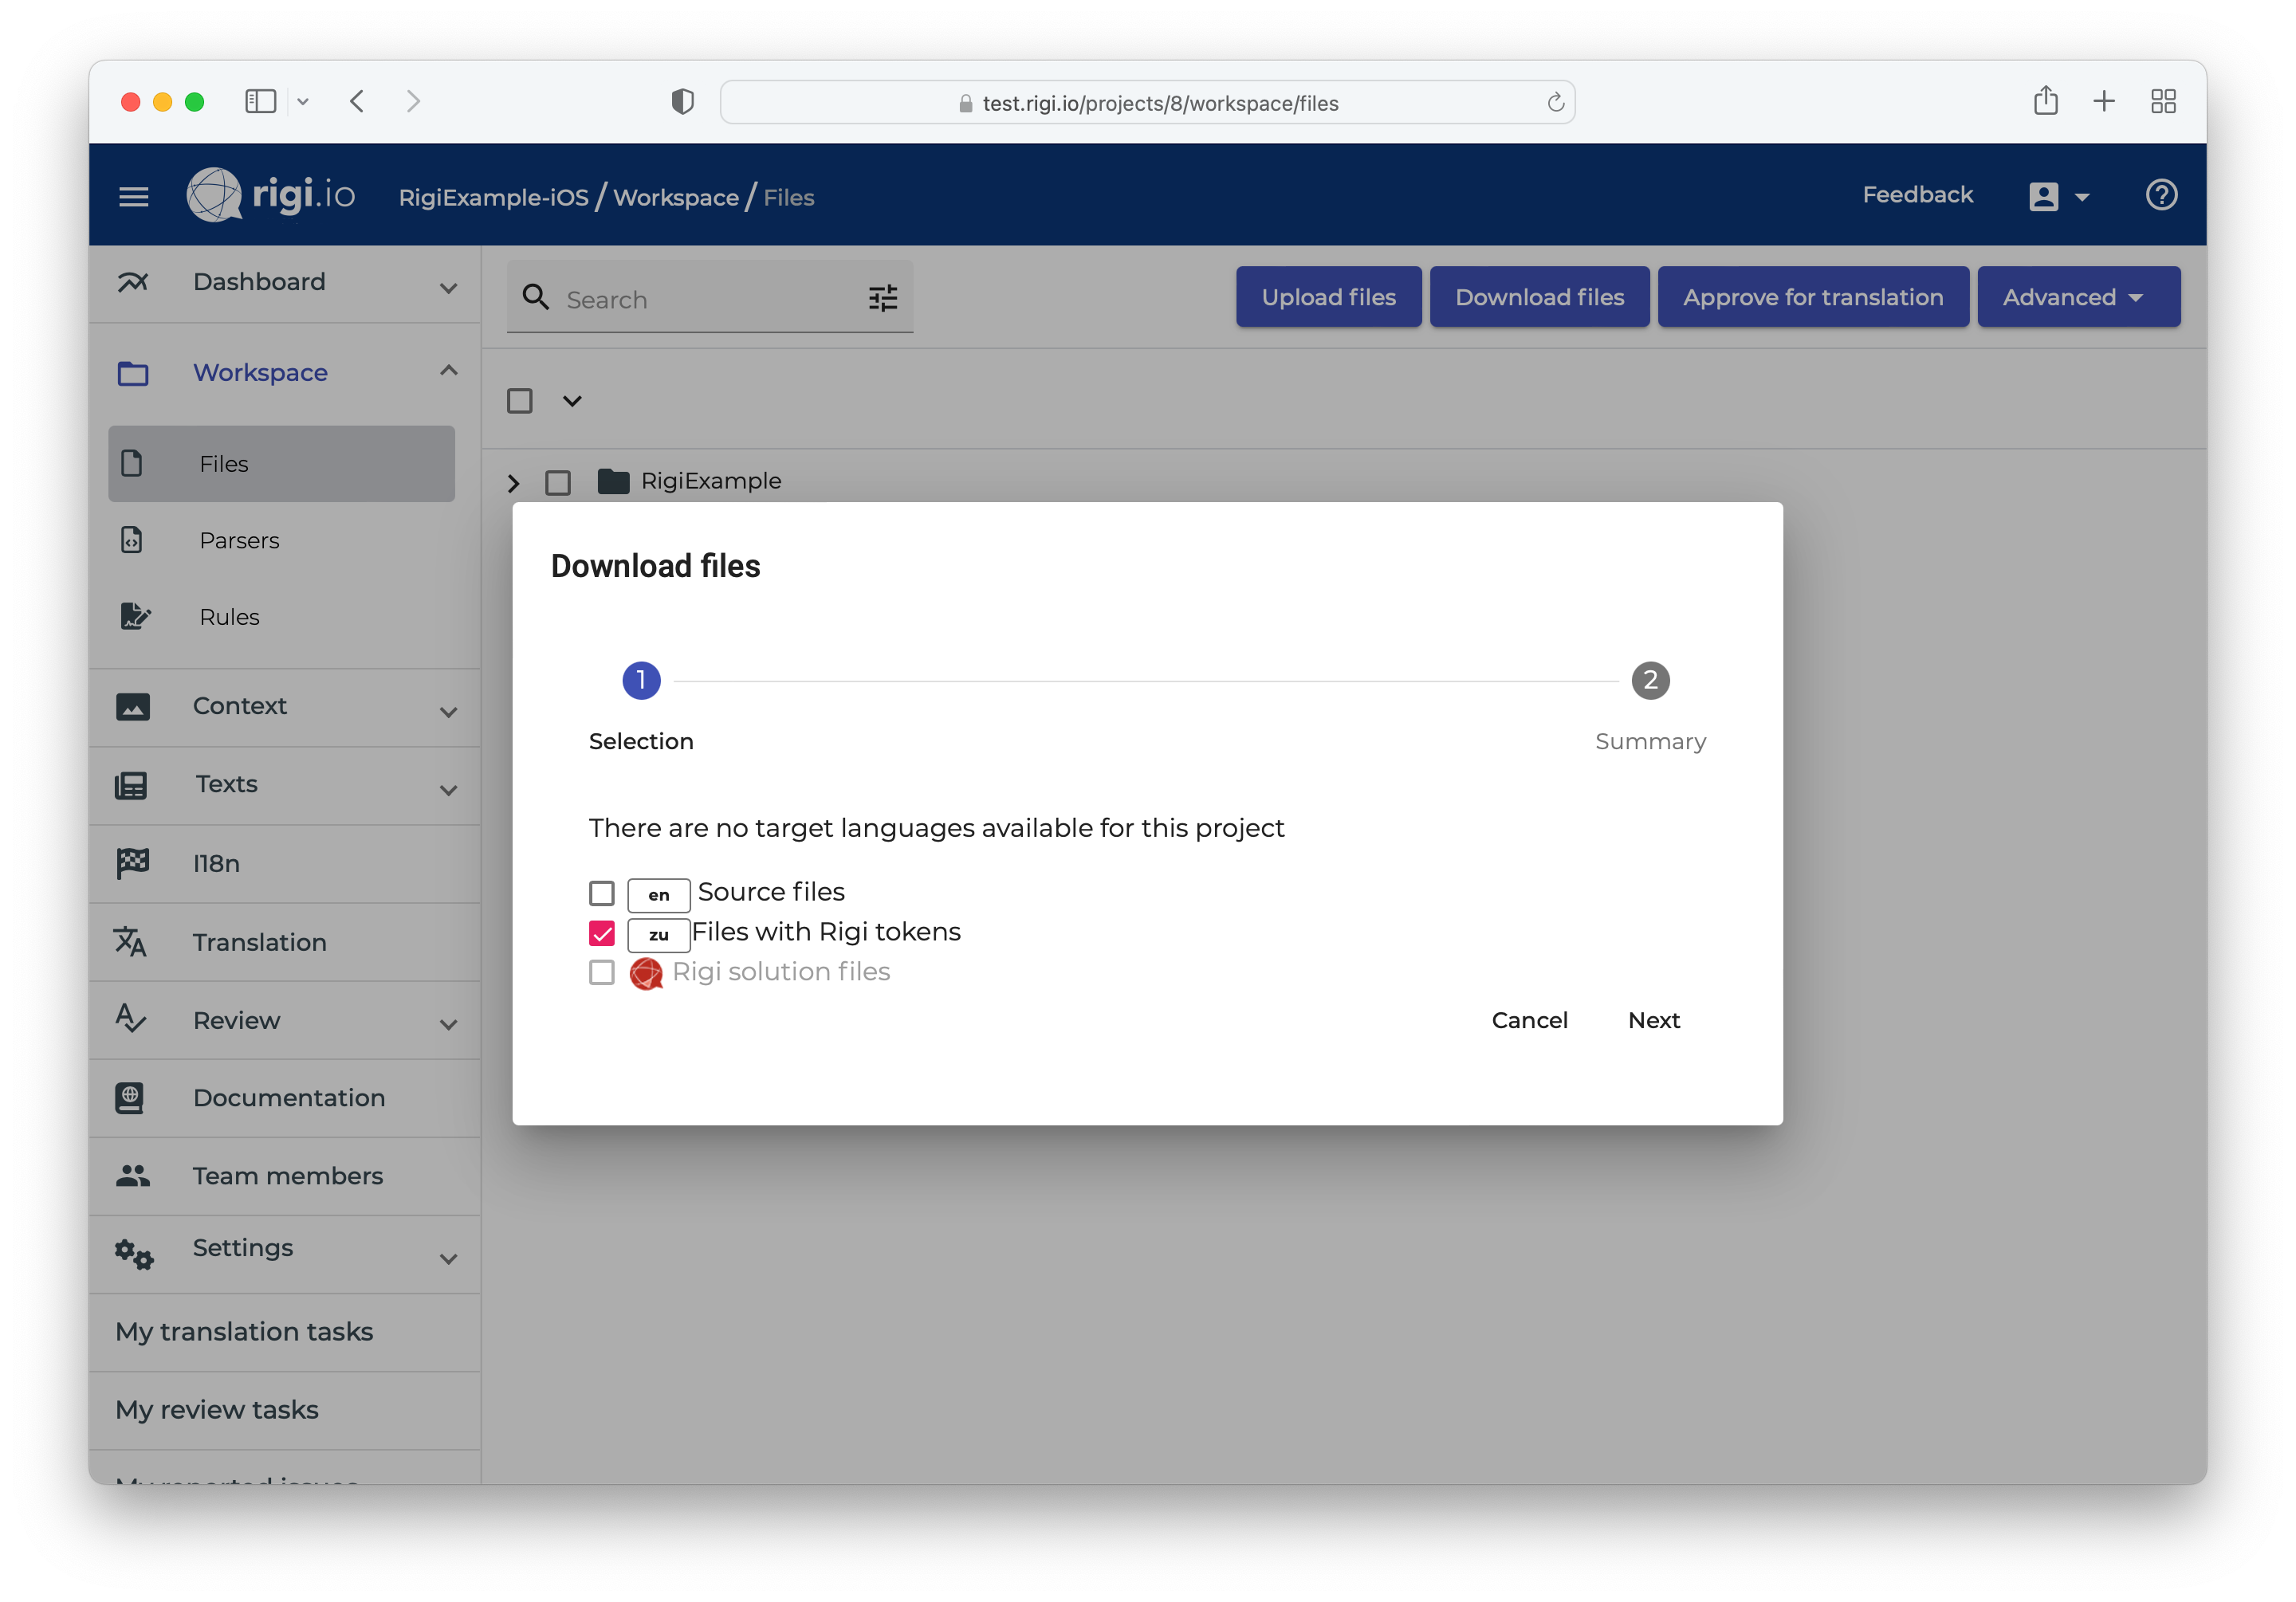 test.rigi.io/projects/8/workspace/files
rigi.io RigiExample-iOS / Workspace / Files Feedback
Dashboard
Search
Upload files
Download files
Approve for translation
Advanced
Workspace
Files
RigiExample
Parsers
Rules
Context
Texts
I18n
Translation
Review
Documentation
Team members
Settings
My translation tasks
My review tasks
My reported issues
Download files
1
2
Selection
Summary
There are no target languages available for this project
en Source files
zu Files with Rigi tokens
Rigi solution files
Cancel
Next